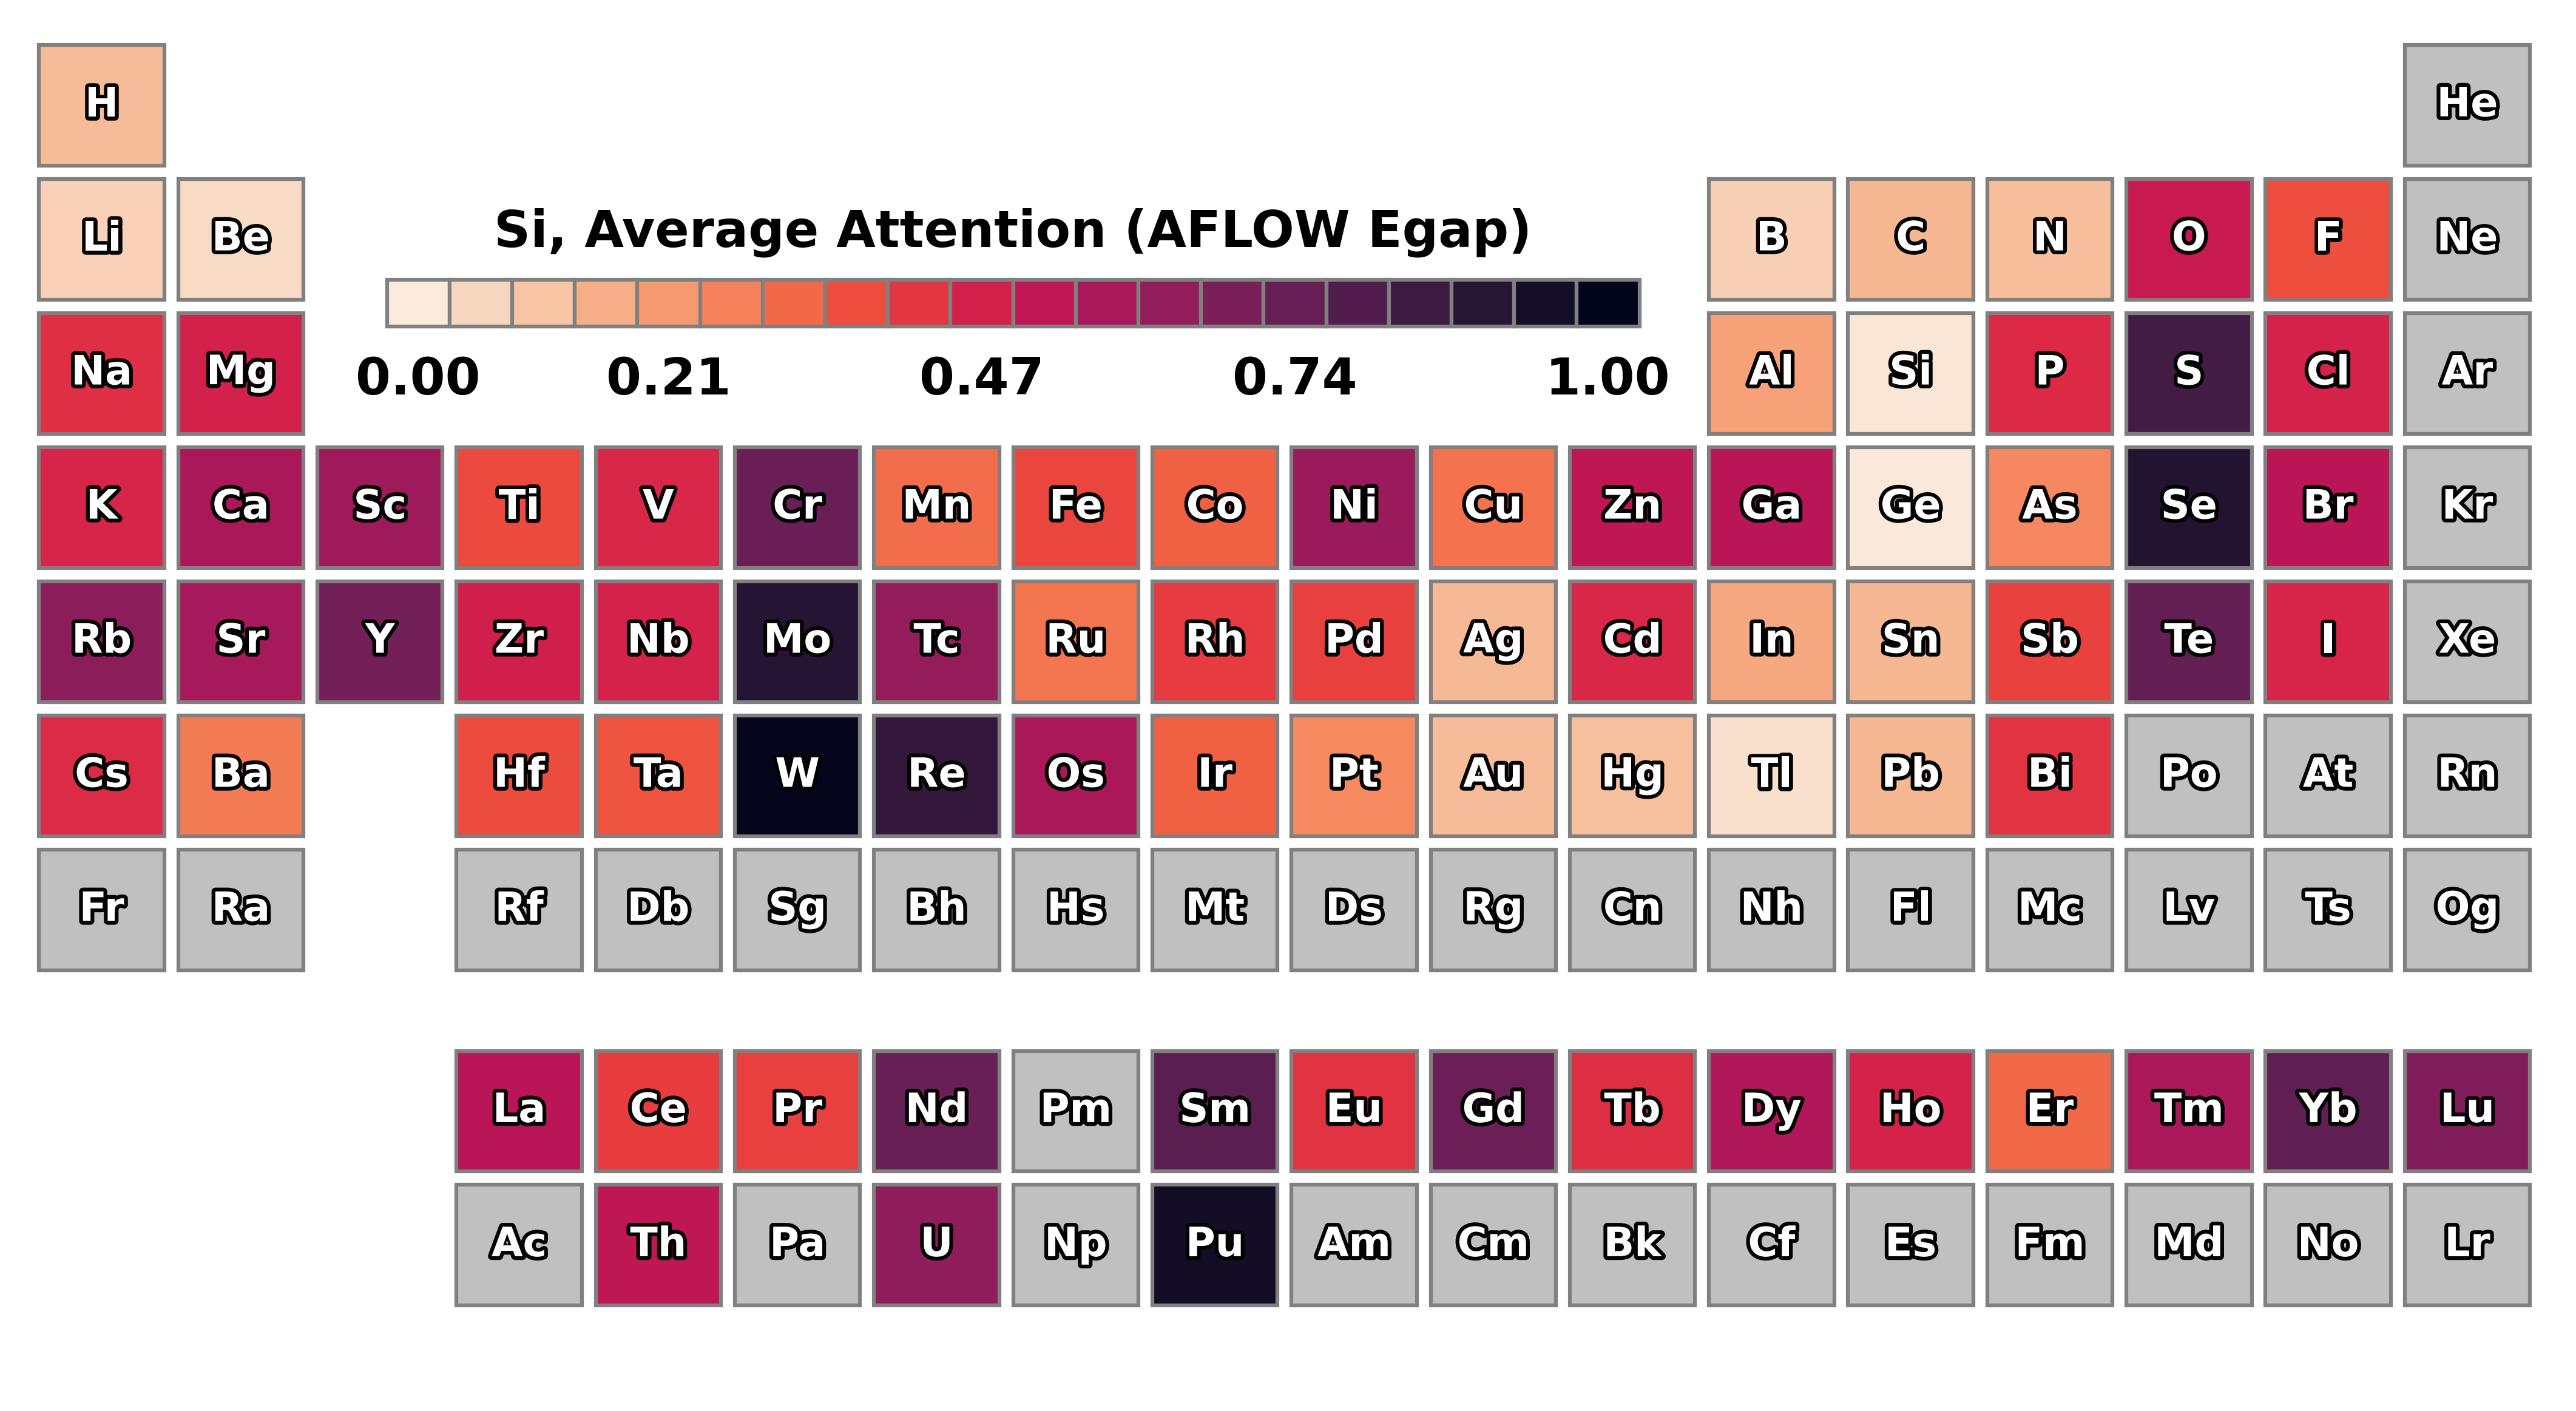 H He
Li Be B C N O F Ne
Si, Average Attention (AFLOW Egap)
Na Mg Al Si P S Cl Ar
0.00 0.21 0.47 0.74 1.00
K Ca Sc Ti V Cr Mn Fe Co Ni Cu Zn Ga Ge As Se Br Kr
Rb Sr Y Zr Nb Mo Tc Ru Rh Pd Ag Cd In Sn Sb Te I Xe
Cs Ba Hf Ta W Re Os Ir Pt Au Hg Tl Pb Bi Po At Rn
Fr Ra Rf Db Sg Bh Hs Mt Ds Rg Cn Nh Fl Mc Lv Ts Og
La Ce Pr Nd Pm Sm Eu Gd Tb Dy Ho Er Tm Yb Lu
Ac Th Pa U Np Pu Am Cm Bk Cf Es Fm Md No Lr